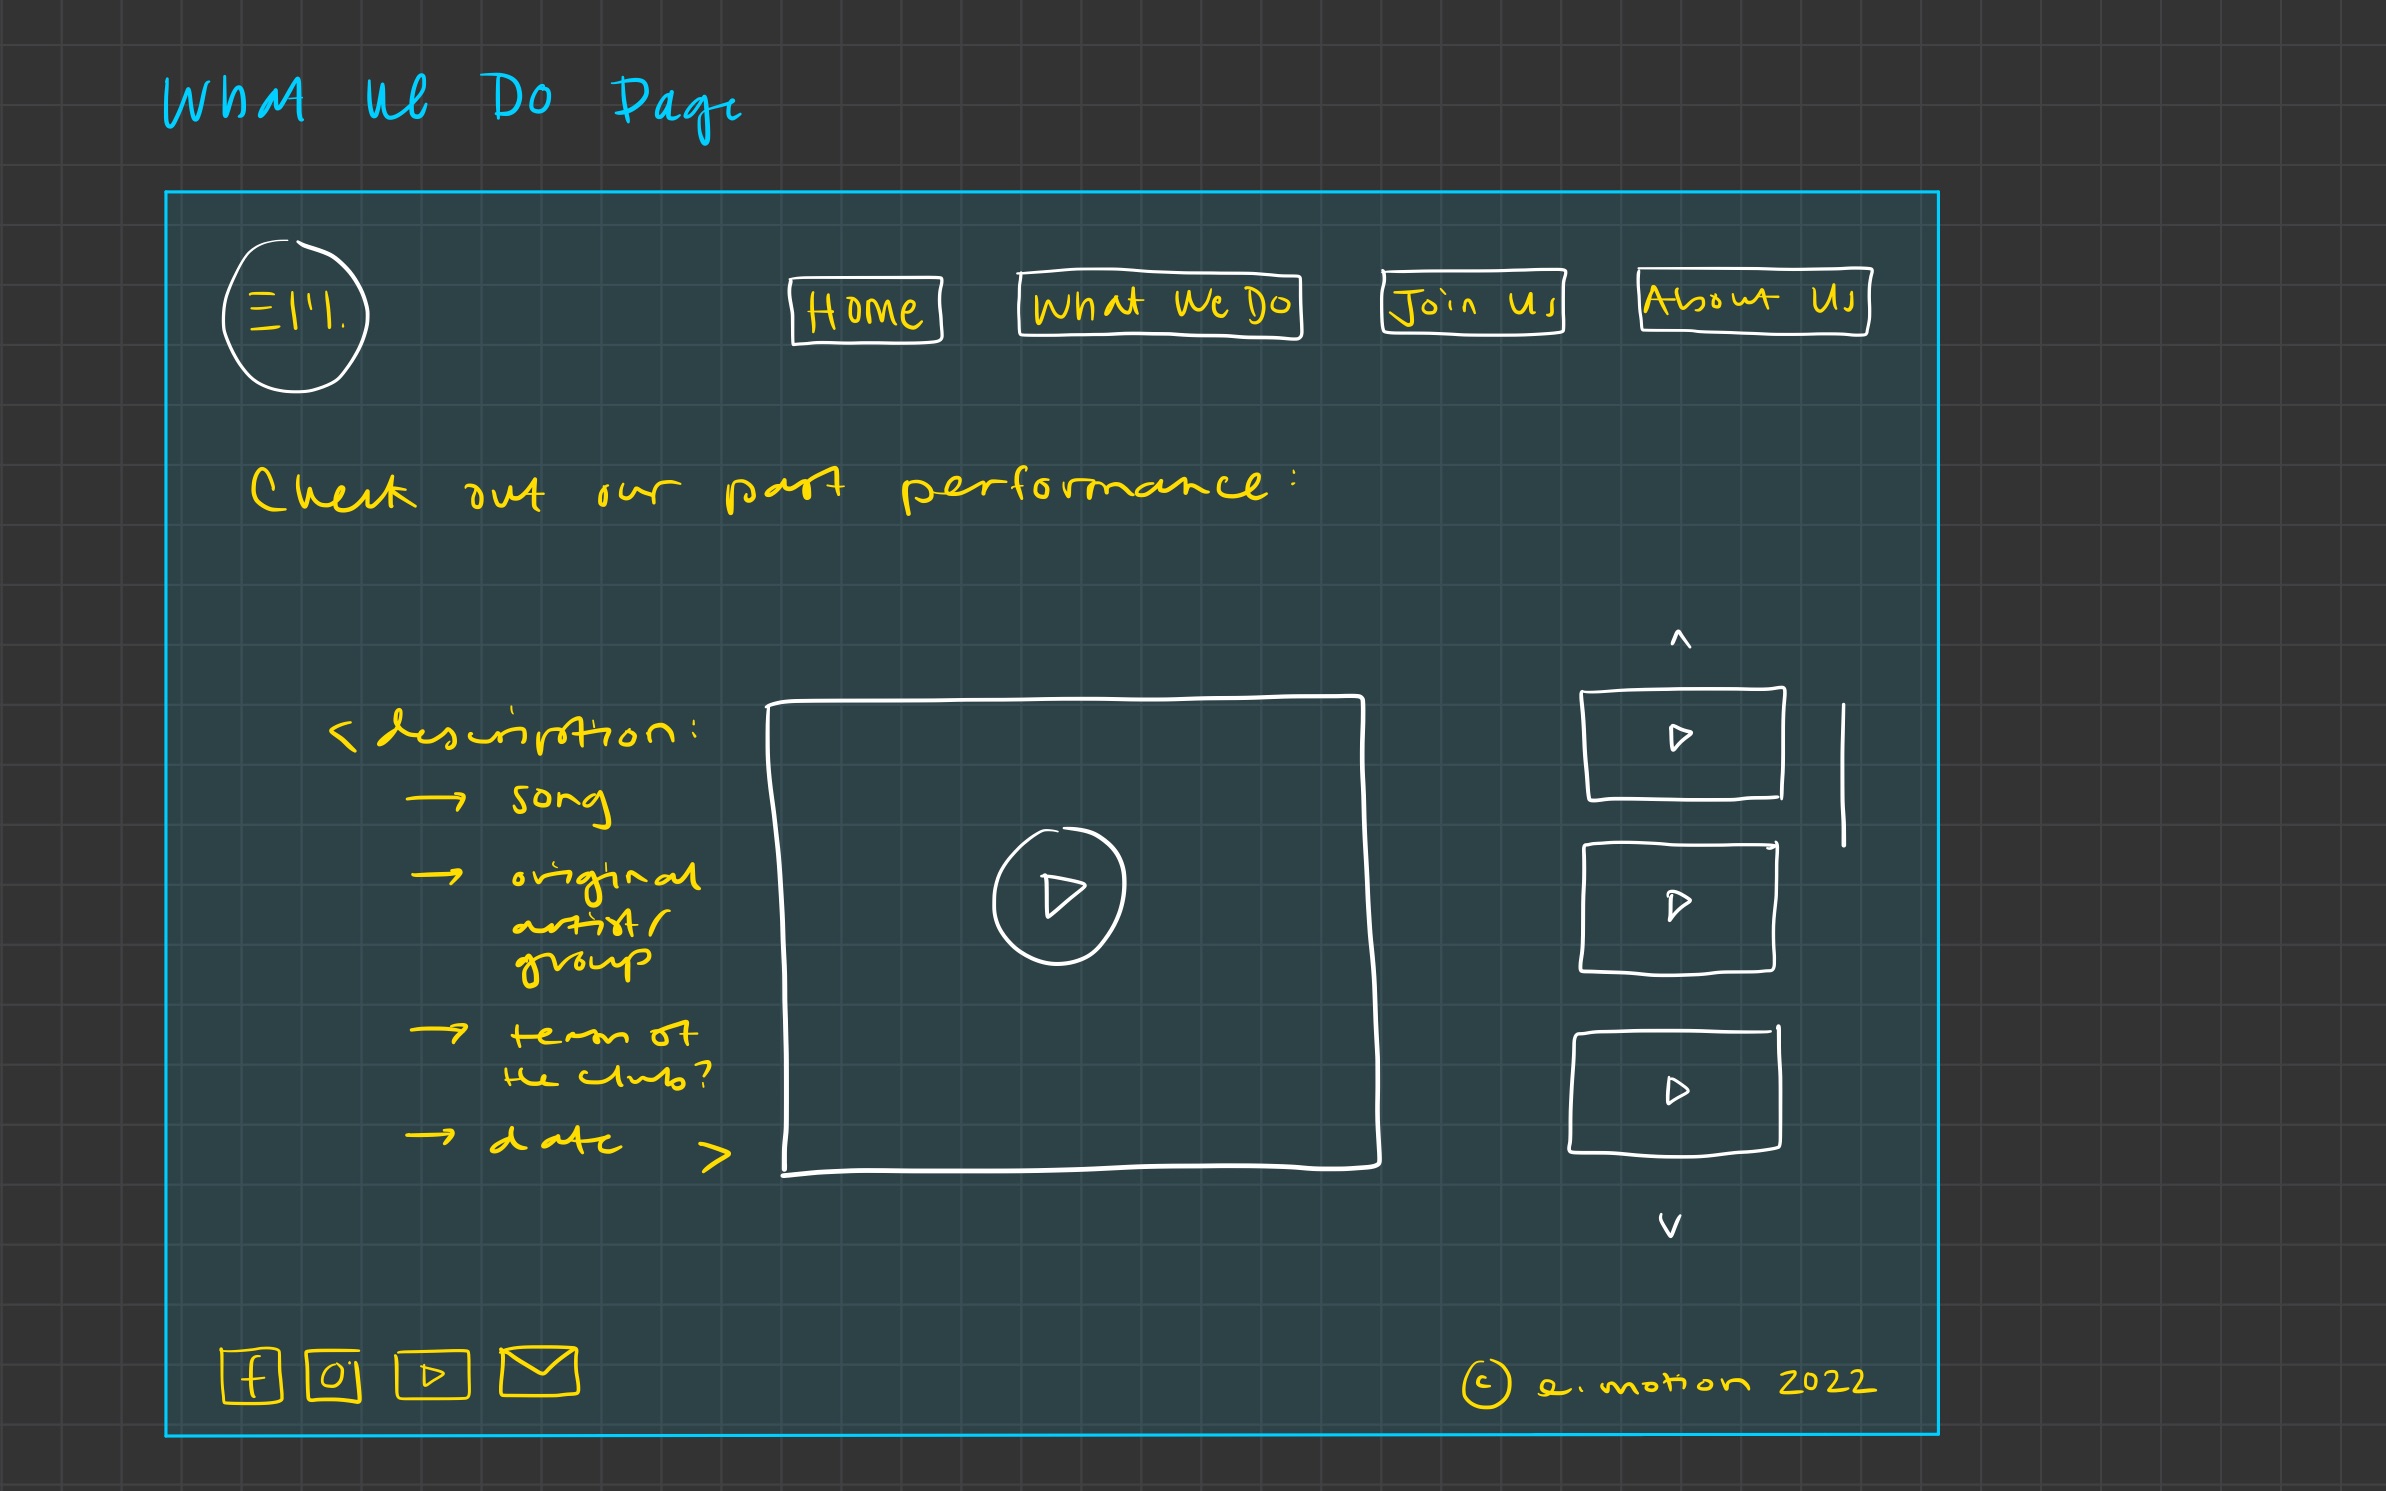 What We Do Page
Home
What We Do
Join Us
About Us
Check out our past performance:
< description:
→ song
→ original
artist/
group
→ team of
the club?
→ date >
f
© e.motion 2022